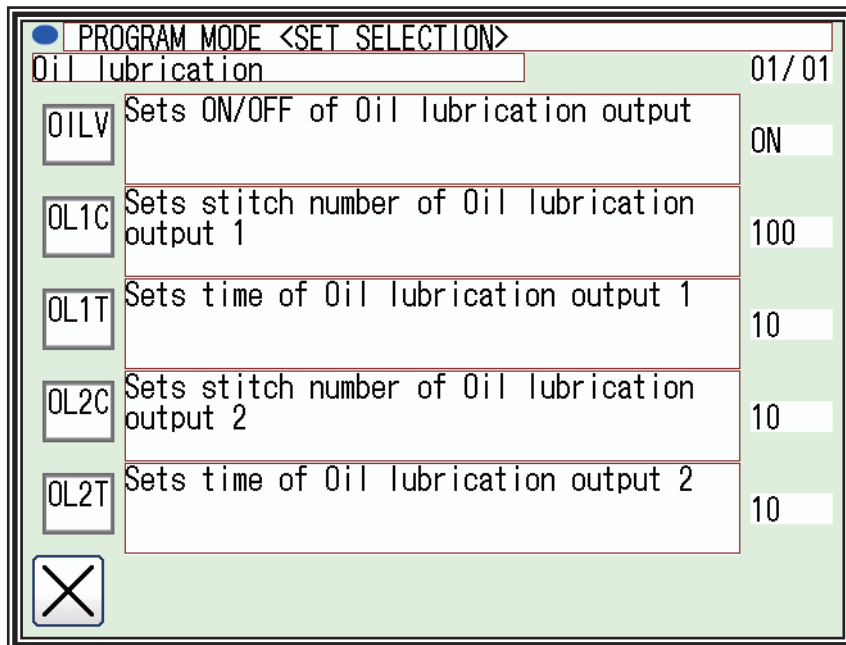 PROGRAM MODE <SET SELECTION>
Oil lubrication 01/01
OILV Sets ON/OFF of Oil lubrication output ON
OL1C Sets stitch number of Oil lubrication
output 1 100
OL1T Sets time of Oil lubrication output 1 10
OL2C Sets stitch number of Oil lubrication
output 2 10
OL2T Sets time of Oil lubrication output 2 10